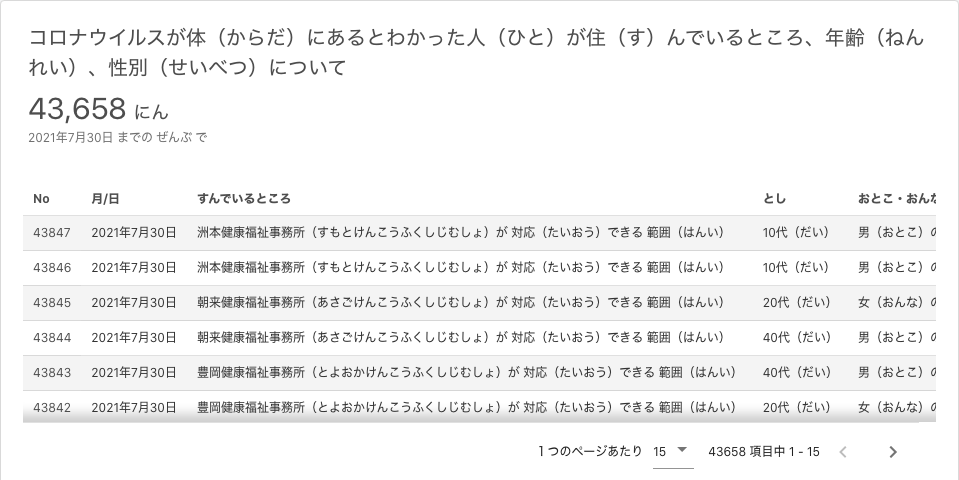 コロナウイルスが体（からだ）にあるとわかった人（ひと）が住（す）んでいるところ、年齢（ねん
れい）、性別（せいべつ）について
43,658 にん
2021年7月30日 までの ぜんぶ で
No 月/日 すんでいるところ とし おとこ・おんな
43847 2021年7月30日 洲本健康福祉事務所（すもとけんこうふくしじむしょ）が 対応（たいおう）できる 範囲（はんい） 10代（だい） 男（おとこ）の
43846 2021年7月30日 洲本健康福祉事務所（すもとけんこうふくしじむしょ）が 対応（たいおう）できる 範囲（はんい） 10代（だい） 男（おとこ）の
43845 2021年7月30日 朝来健康福祉事務所（あさごけんこうふくしじむしょ）が 対応（たいおう）できる 範囲（はんい） 20代（だい） 女（おんな）の
43844 2021年7月30日 朝来健康福祉事務所（あさごけんこうふくしじむしょ）が 対応（たいおう）できる 範囲（はんい） 40代（だい） 男（おとこ）の
43843 2021年7月30日 豊岡健康福祉事務所（とよおかけんこうふくしじむしょ）が 対応（たいおう）できる 範囲（はんい） 40代（だい） 男（おとこ）の
43842 2021年7月30日 豊岡健康福祉事務所（とよおかけんこうふくしじむしょ）が 対応（たいおう）できる 範囲（はんい） 20代（だい） 女（おんな）の
1 つのページあたり 15 43658 項目中 1 - 15